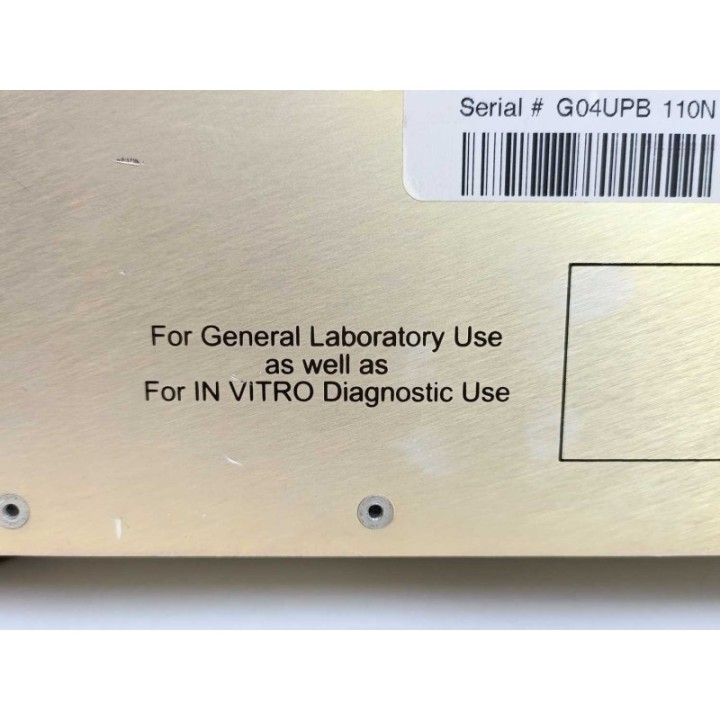 Serial # G04UPB 110N
For General Laboratory Use
as well as
For IN VITRO Diagnostic Use